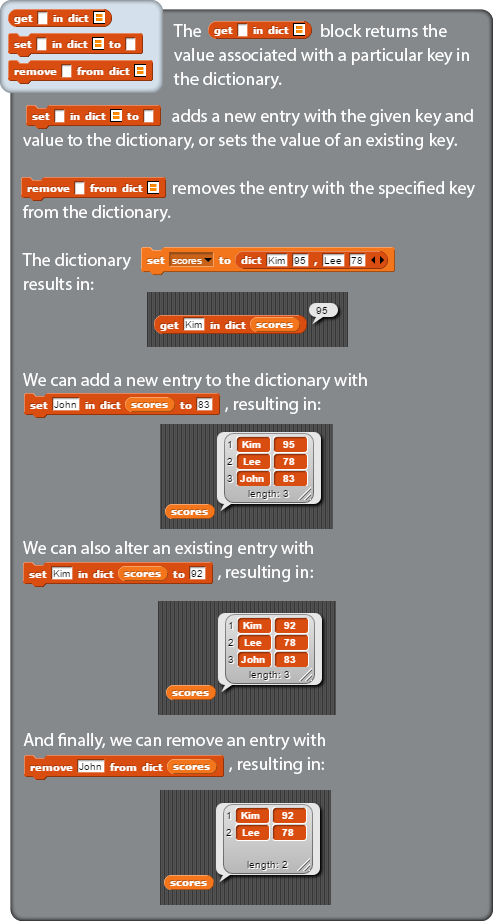 get in dict
set in dict to
remove from dict
The get in dict block returns the
value associated with a particular key in
the dictionary.
set in dict to adds a new entry with the given key and
value to the dictionary, or sets the value of an existing key.
remove from dict removes the entry with the specified key
from the dictionary.
The dictionary set scores to dict Kim 95 , Lee 78
results in:
95
get Kim in dict scores
We can add a new entry to the dictionary with
set John in dict scores to 83 , resulting in:
1 Kim 95
2 Lee 78
3 John 83
length: 3
scores
We can also alter an existing entry with
set Kim in dict scores to 92 , resulting in:
1 Kim 92
2 Lee 78
3 John 83
length: 3
scores
And finally, we can remove an entry with
remove John from dict scores , resulting in:
1 Kim 92
2 Lee 78
length: 2
scores